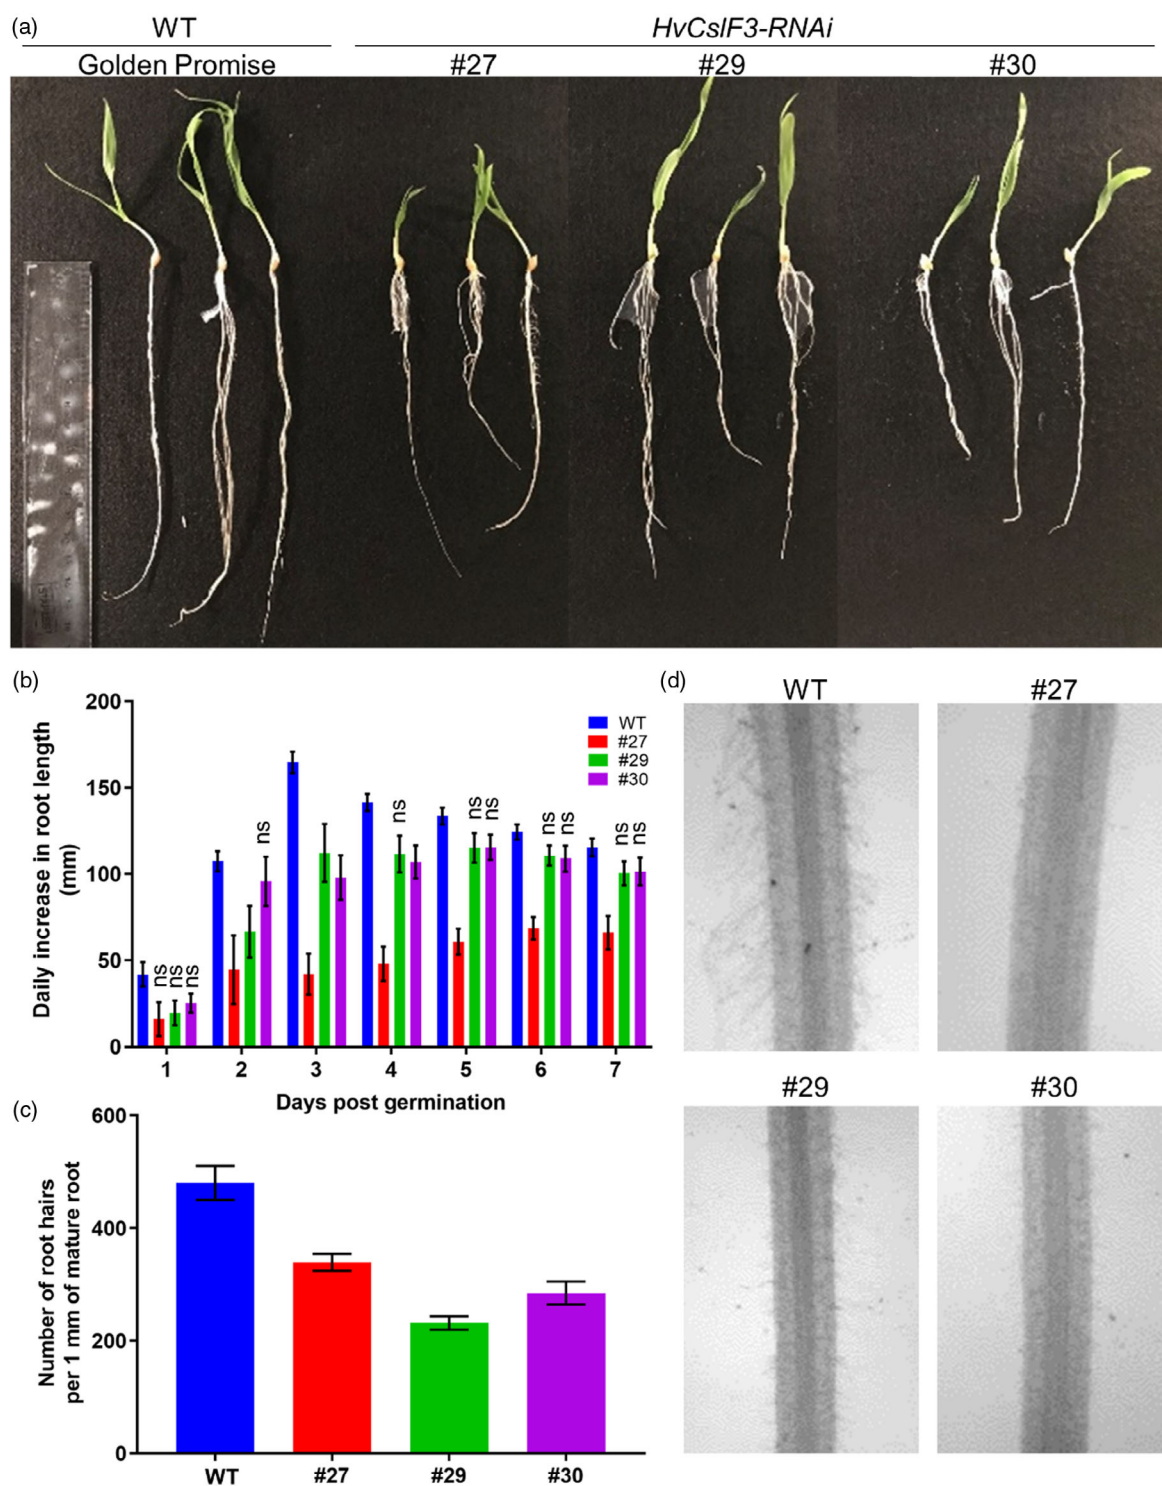 (a)
WT
HvCslF3-RNAi
Golden Promise
#27
#29
#30
(b)
Daily increase in root length
(mm)
200
150
100
50
0
WT
#27
#29
#30
ns
ns
ns
ns
ns
ns
ns
ns
ns
ns
ns
1 2 3 4 5 6 7
Days post germination
(c)
Number of root hairs
per 1 mm of mature root
600
400
200
0
WT #27 #29 #30
(d)
WT
#27
#29
#30